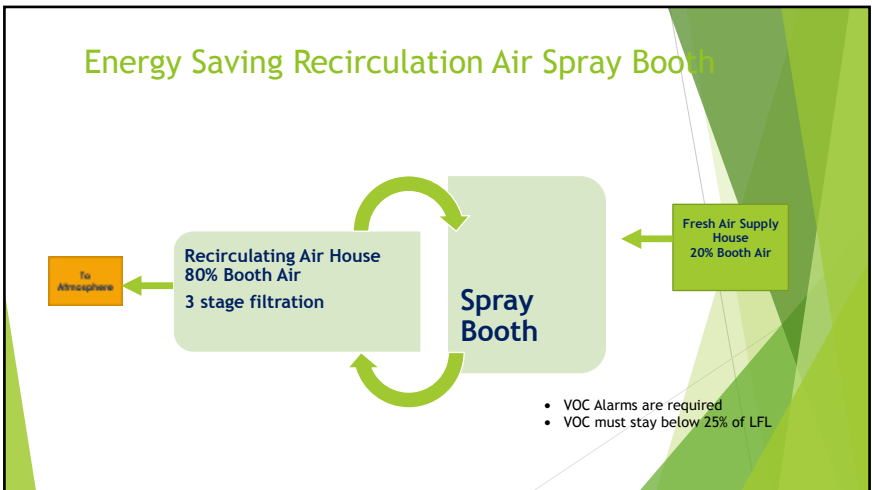 Energy Saving Recirculation Air Spray Booth
To
Atmosphere
Recirculating Air House
80% Booth Air
3 stage filtration
Spray
Booth
Fresh Air Supply
House
20% Booth Air
• VOC Alarms are required
• VOC must stay below 25% of LFL